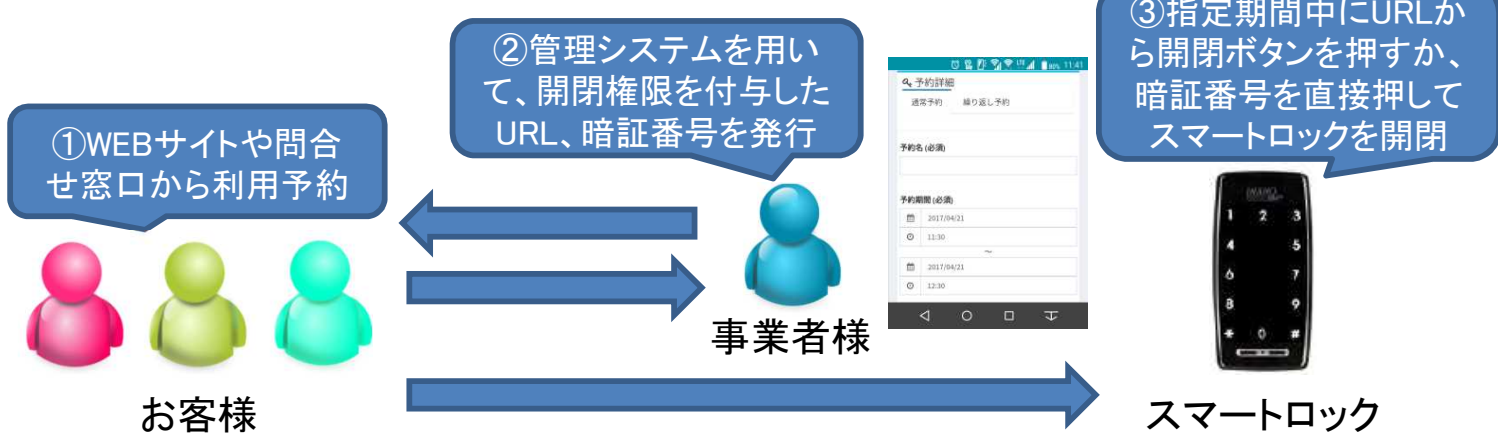 ①WEBサイトや問合
せ窓口から利用予約
②管理システムを用い
て、開閉権限を付与した
URL、暗証番号を発行
③指定期間中にURLか
ら開閉ボタンを押すか、
暗証番号を直接押して
スマートロックを開閉
80% 11:41
予約詳細
通常予約 繰り返し予約
予約名 (必須)
予約期間 (必須)
2017/04/21
11:30
~
2017/04/21
12:30
1 2 3
4 5
6 7
8 9
* 0 #
お客様
事業者様
スマートロック